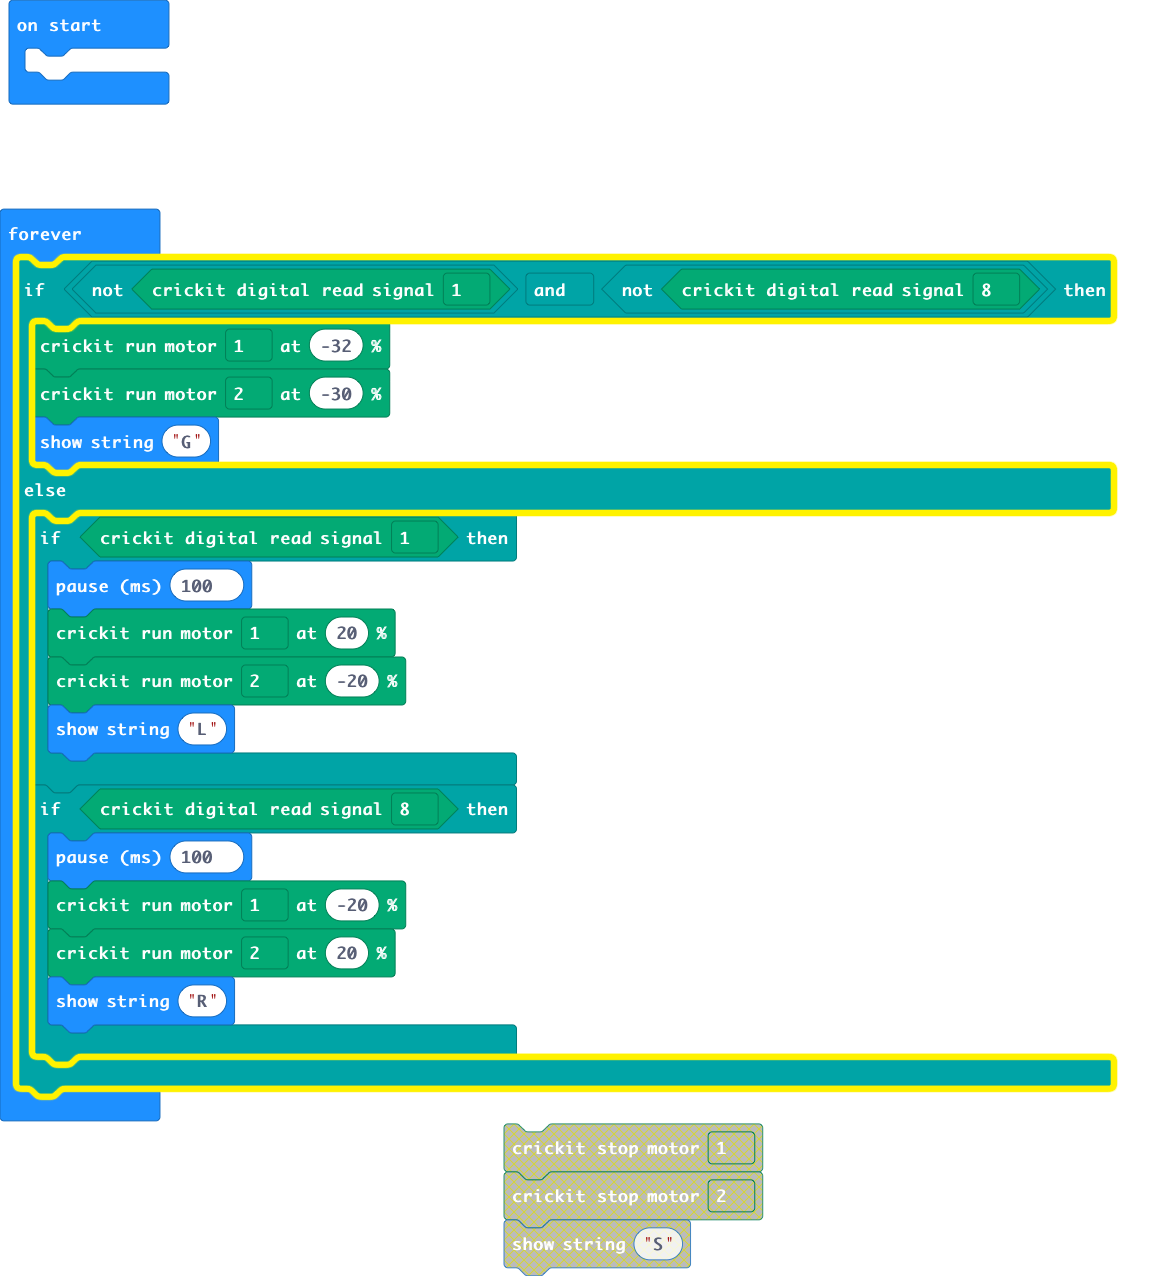 on start
forever
if not crickit digital read signal 1 and not crickit digital read signal 8 then
crickit run motor 1 at -32 %
crickit run motor 2 at -30 %
show string "G"
else
if crickit digital read signal 1 then
pause (ms) 100
crickit run motor 1 at 20 %
crickit run motor 2 at -20 %
show string "L"
if crickit digital read signal 8 then
pause (ms) 100
crickit run motor 1 at -20 %
crickit run motor 2 at 20 %
show string "R"
crickit stop motor 1
crickit stop motor 2
show string "S"